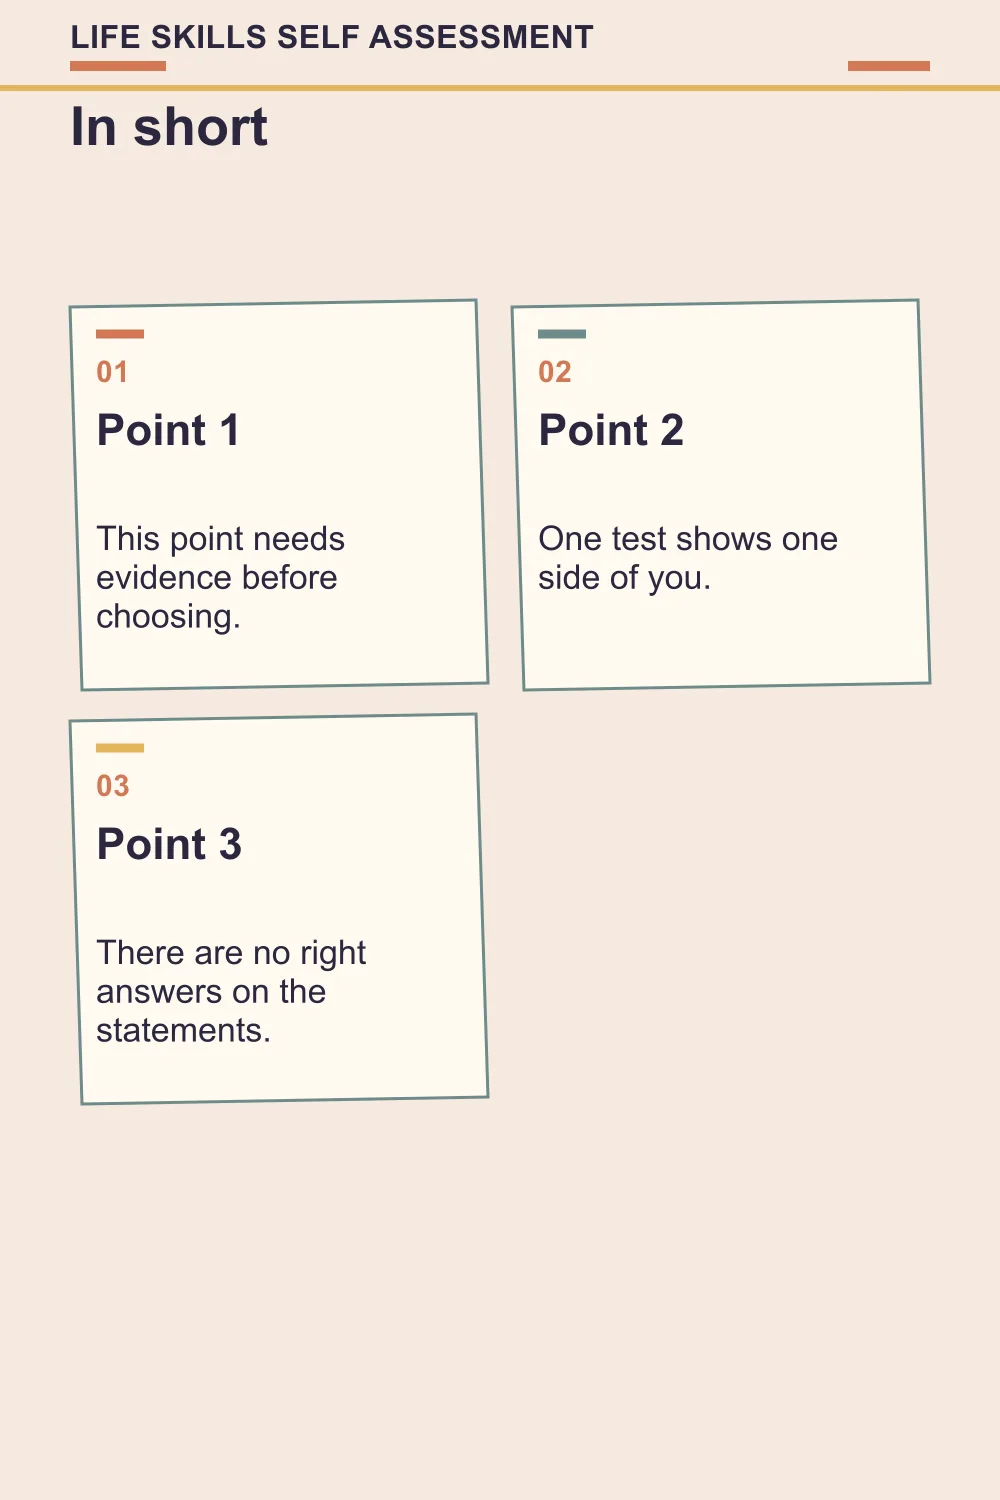 LIFE SKILLS SELF ASSESSMENT
In short
01
Point 1
This point needs
evidence before
choosing.
02
Point 2
One test shows one
side of you.
03
Point 3
There are no right
answers on the
statements.